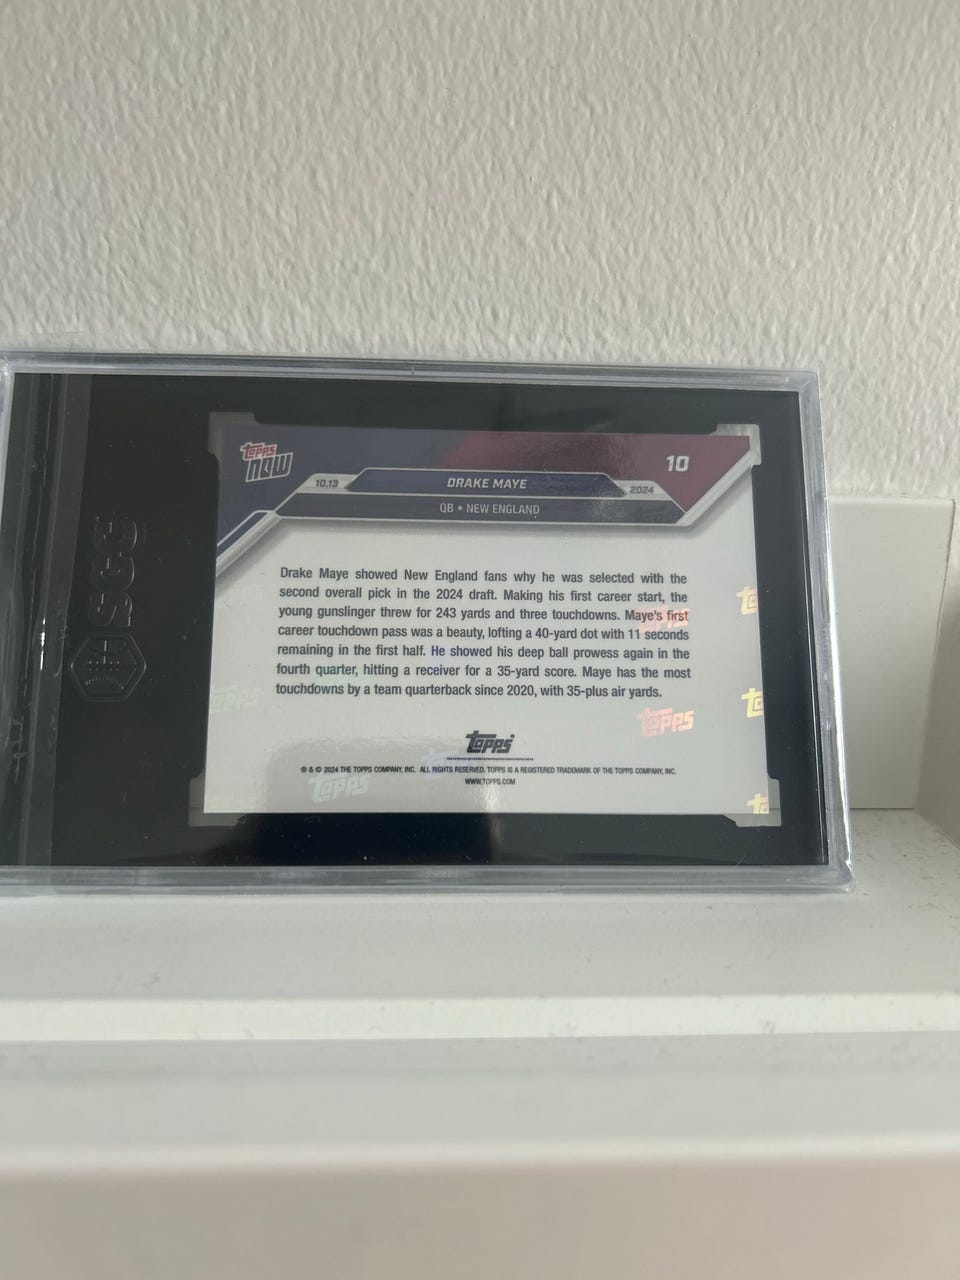 topps
NOW
10
10.13
DRAKE MAYE
2024
QB • NEW ENGLAND
SGC
Drake Maye showed New England fans why he was selected with the
second overall pick in the 2024 draft. Making his first career start, the
young gunslinger threw for 243 yards and three touchdowns. Maye's first
career touchdown pass was a beauty, lofting a 40-yard dot with 11 seconds
remaining in the first half. He showed his deep ball prowess again in the
fourth quarter, hitting a receiver for a 35-yard score. Maye has the most
touchdowns by a team quarterback since 2020, with 35-plus air yards.
topps
topps
topps
topps
topps
® & © 2024 THE TOPPS COMPANY, INC. ALL RIGHTS RESERVED. TOPPS IS A REGISTERED TRADEMARK OF THE TOPPS COMPANY, INC.
WWW.TOPPS.COM